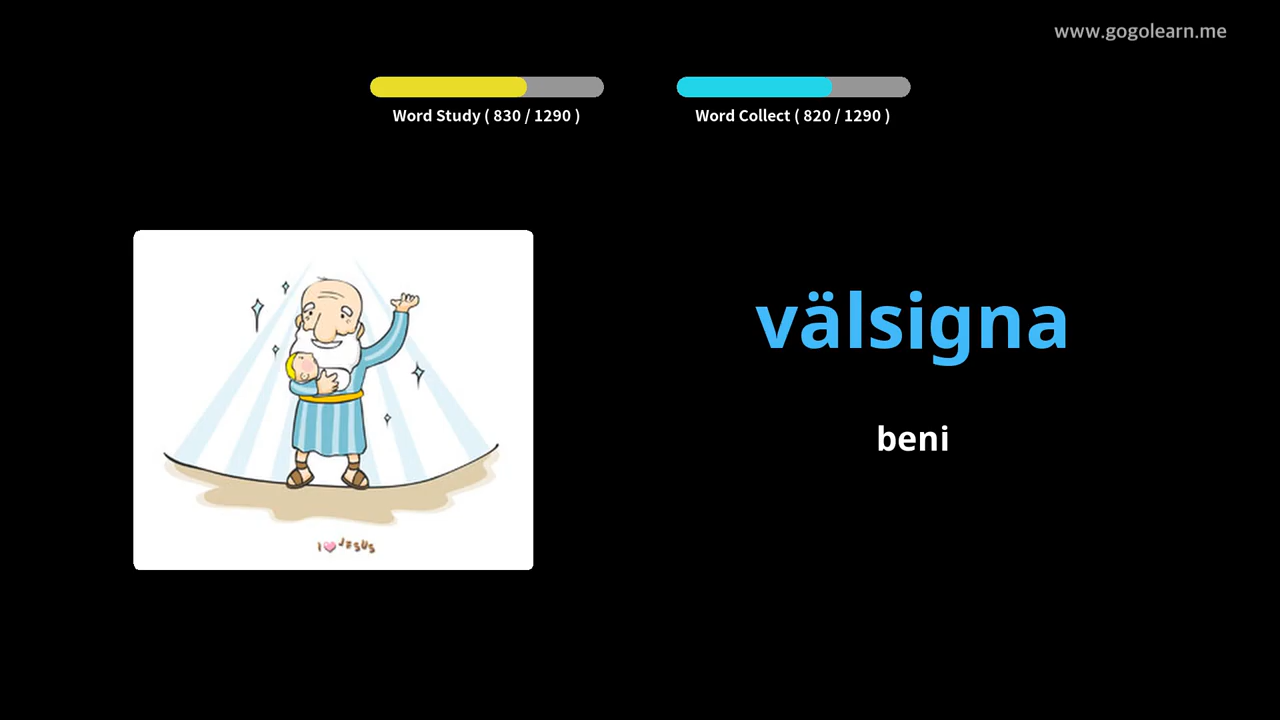 www.gogolearn.me
Word Study ( 830 / 1290 )
Word Collect ( 820 / 1290 )
välsigna
beni
I JESUS